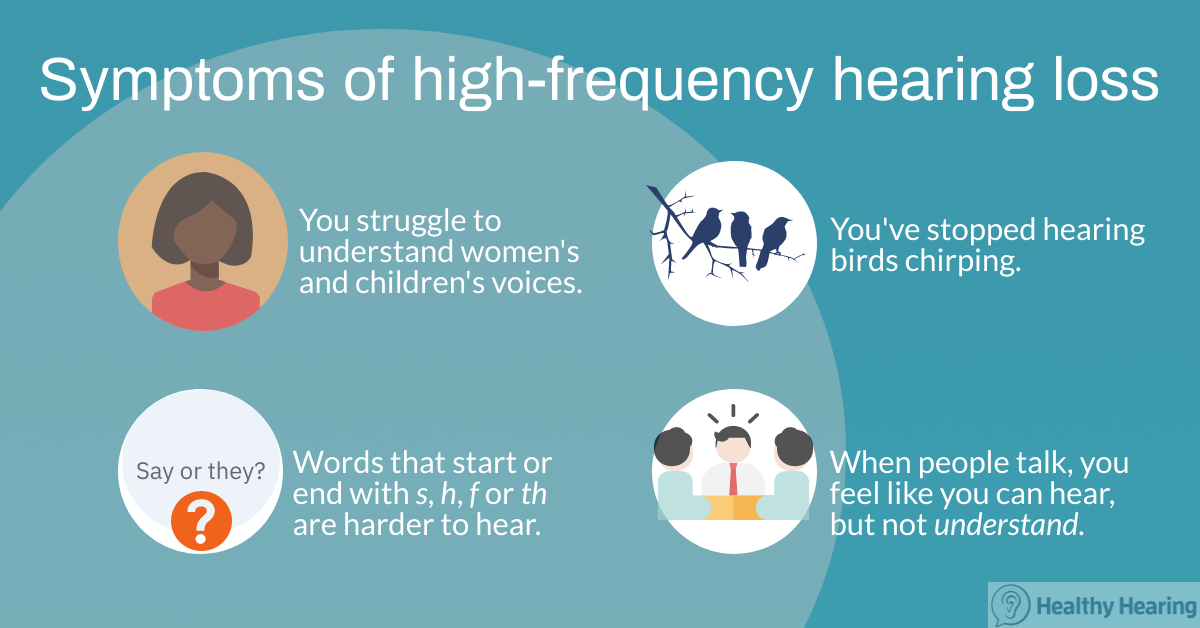 Symptoms of high-frequency hearing loss
You struggle to
understand women's
and children's voices.
You've stopped hearing
birds chirping.
Say or they?
?
Words that start or
end with s, h, f or th
are harder to hear.
When people talk, you
feel like you can hear,
but not understand.
Healthy Hearing